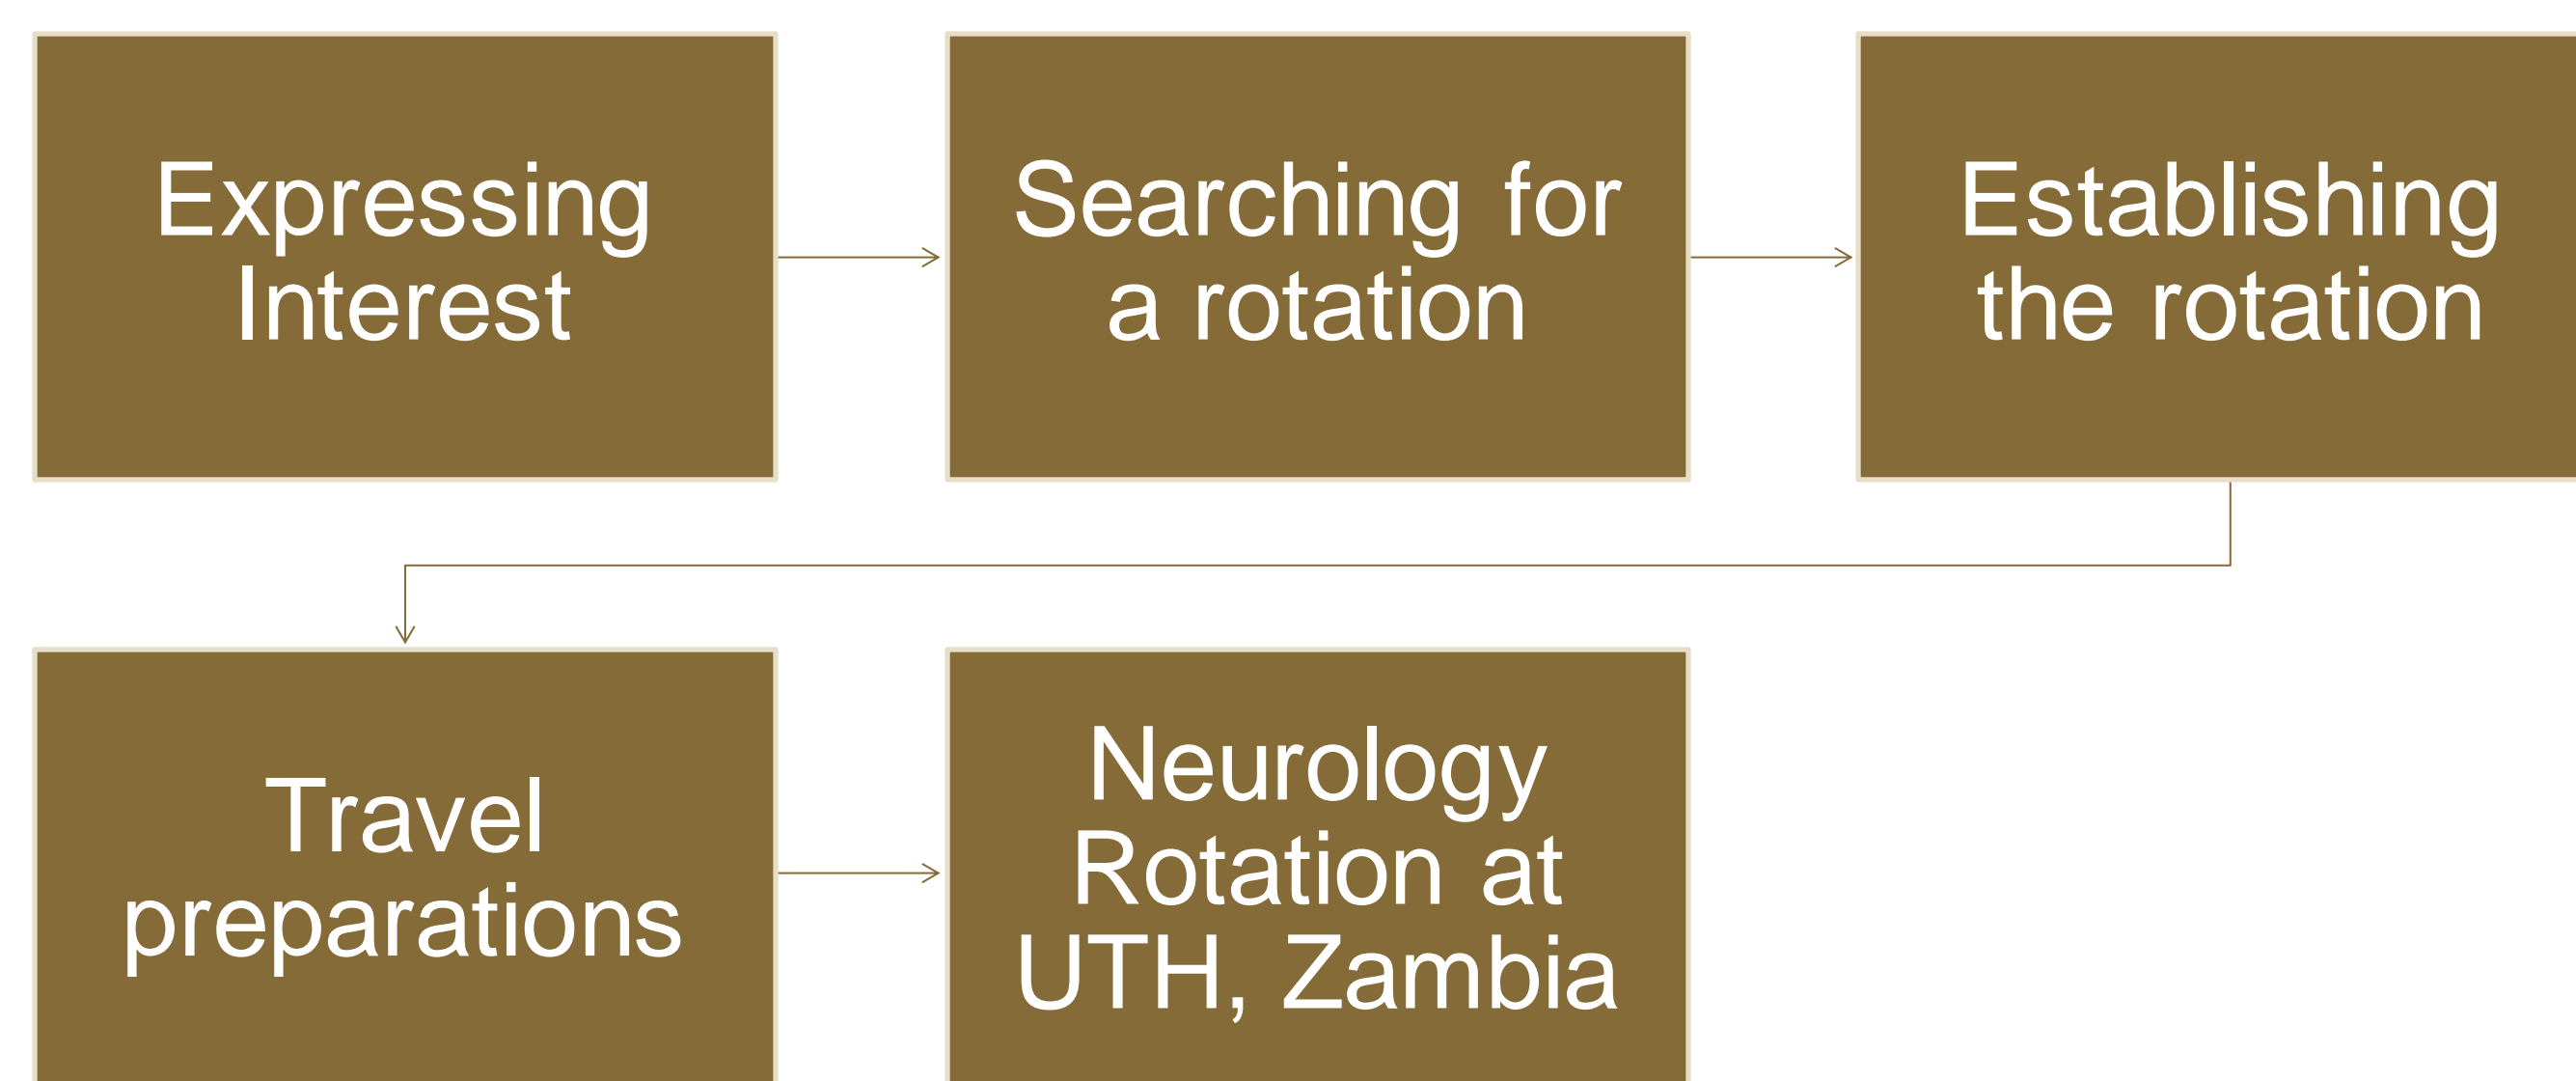 Expressing
Interest
Searching for
a rotation
Establishing
the rotation
Travel
preparations
Neurology
Rotation at
UTH, Zambia